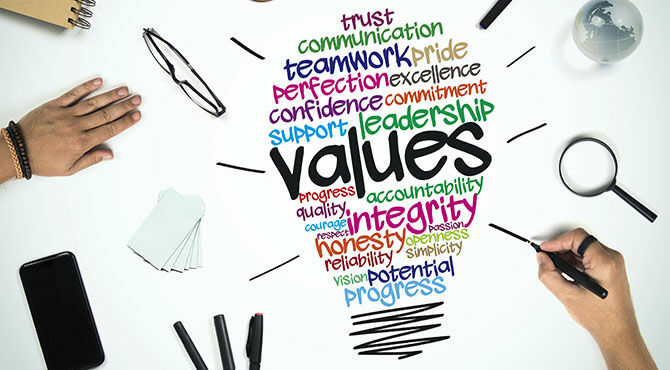 trust
communication
teamwork pride
perfection excellence
confidence commitment
support leadership
values
progress accountability
quality integrity
courage
respect passion
honesty openness
reliability simplicity
vision potential
progress